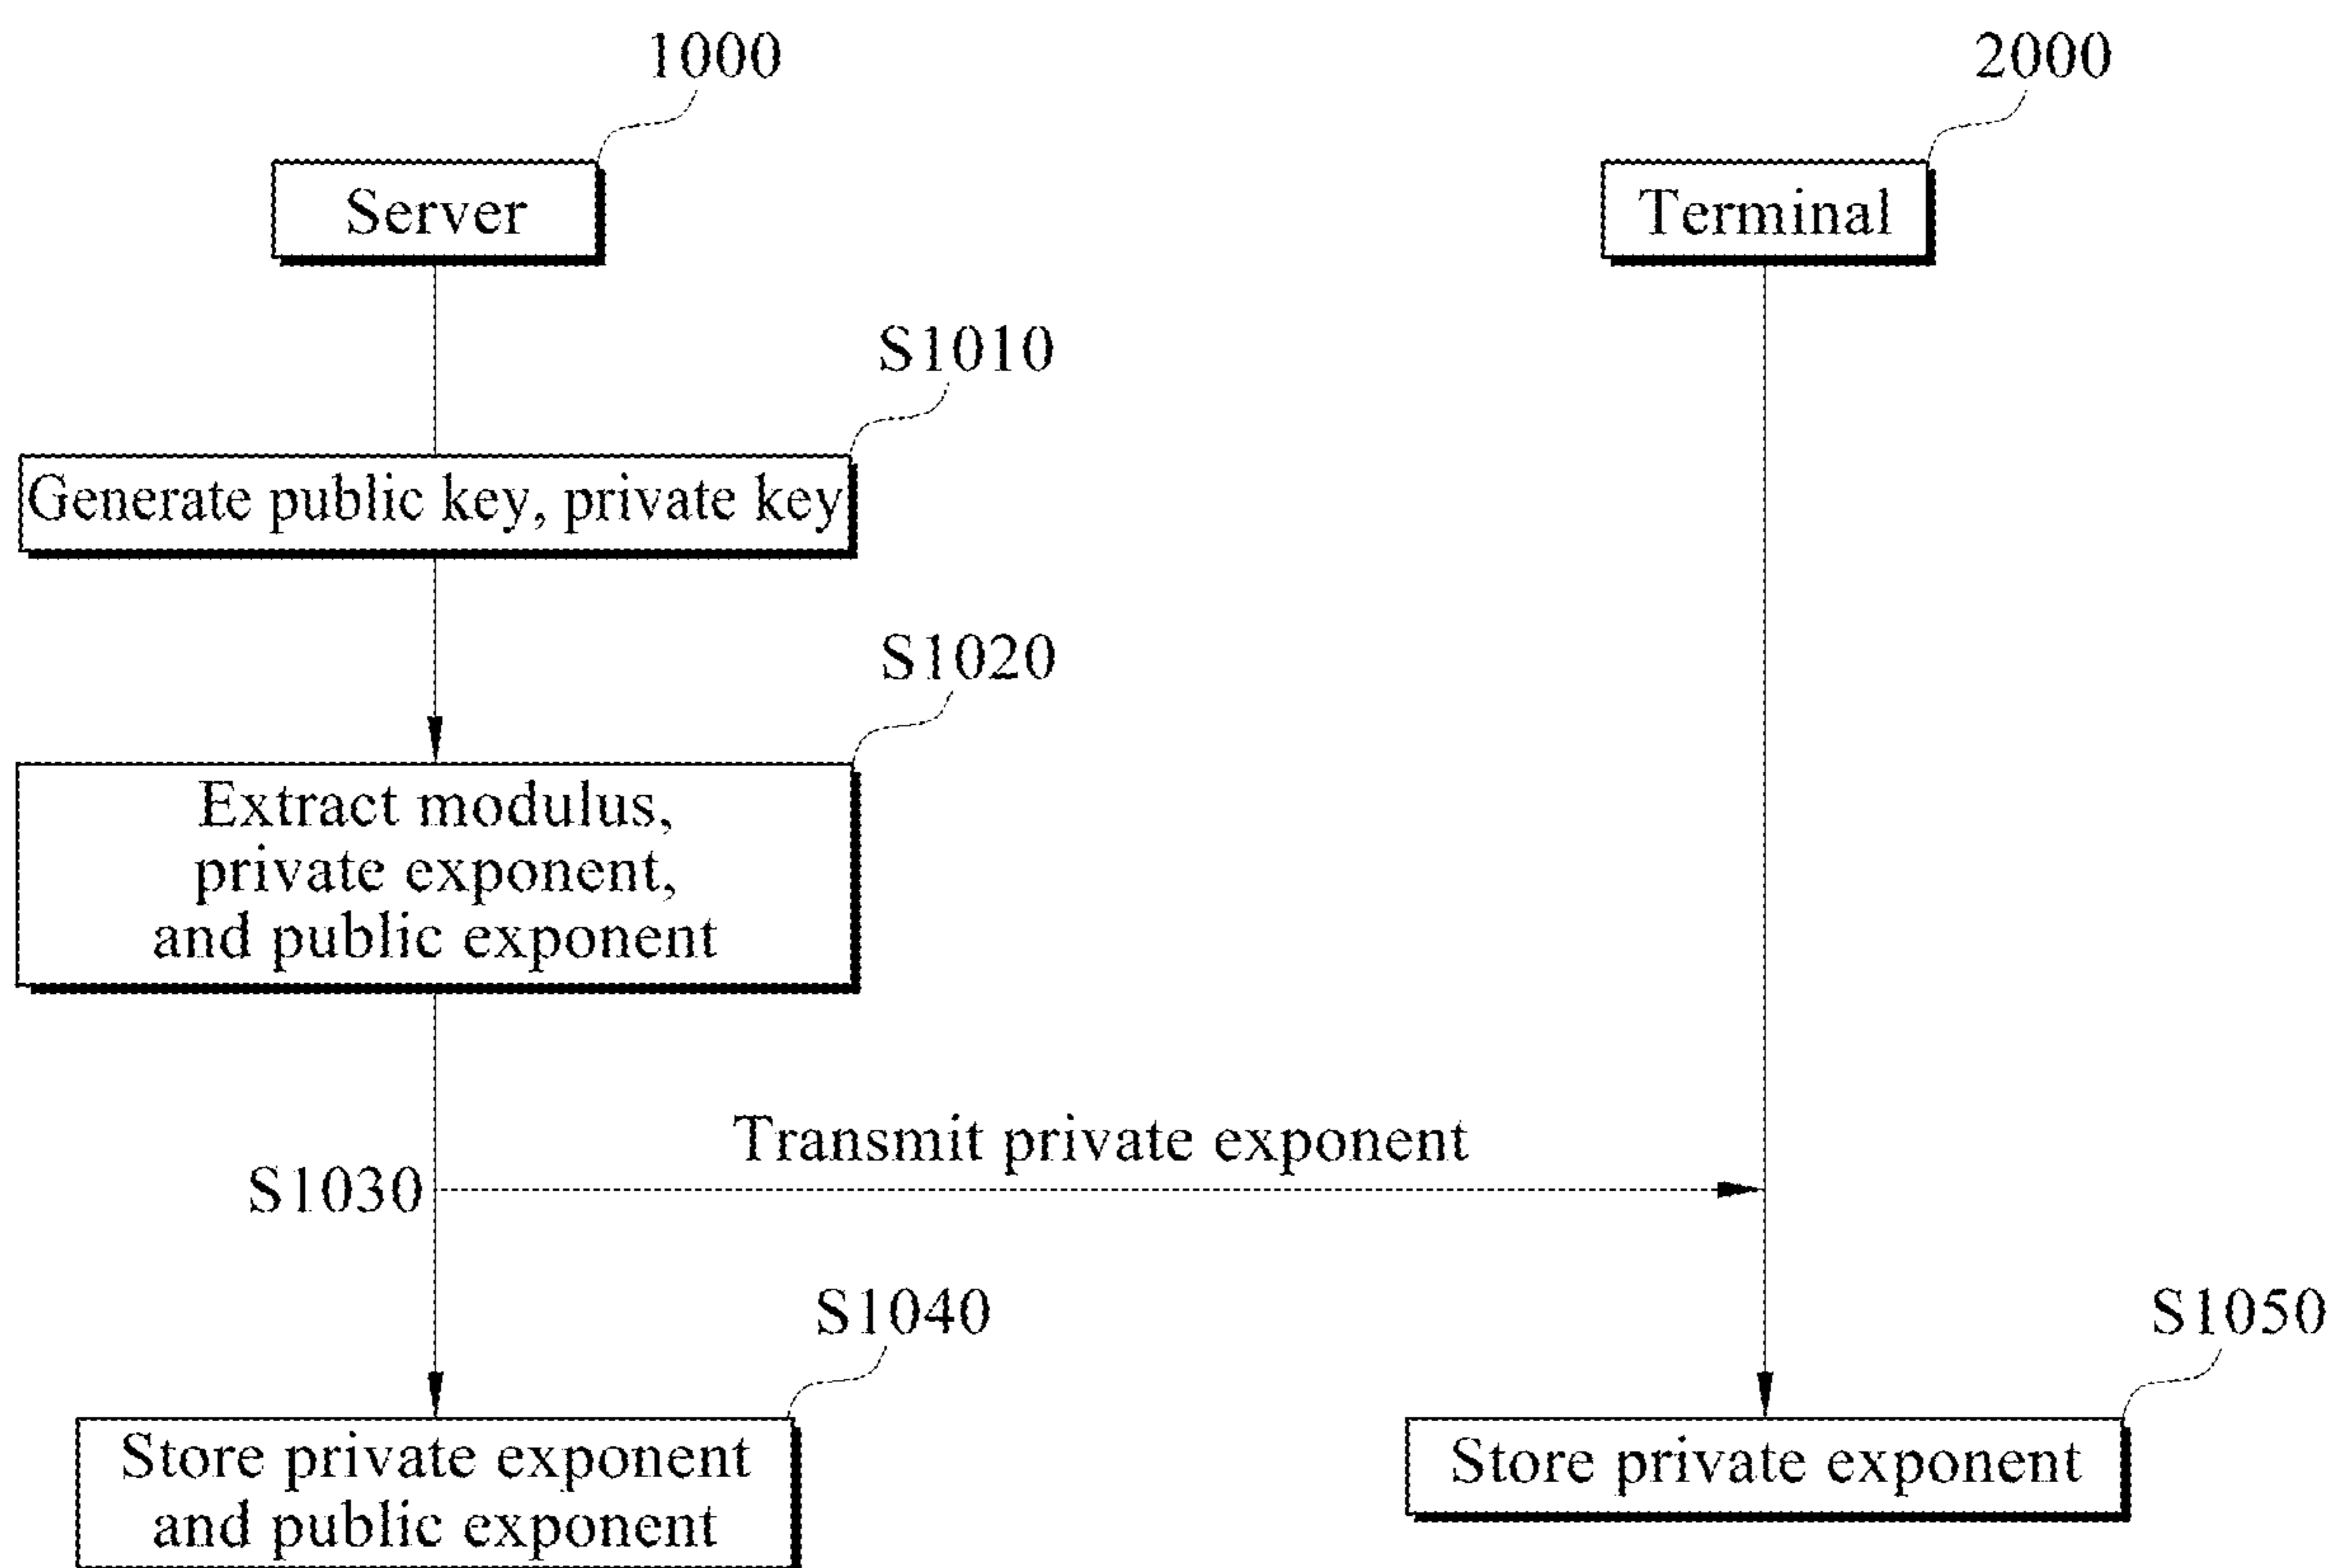 1000
2000
Server
Terminal
S1010
Generate public key, private key
S1020
Extract modulus,
private exponent,
and public exponent
Transmit private exponent
S1030
S1040
S1050
Store private exponent
and public exponent
Store private exponent